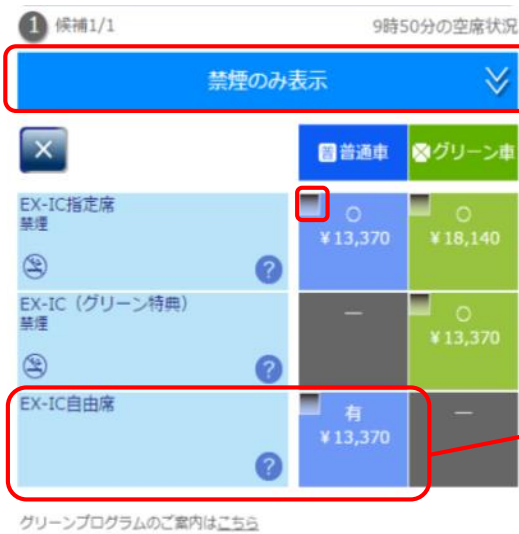 1 候補1/1
9時50分の空席状況
禁煙のみ表示
普 普通車
グリーン車
EX-IC指定席
禁煙
?
○
¥13,370
○
¥18,140
EX-IC（グリーン特典）
禁煙
?
—
○
¥13,370
EX-IC自由席
?
有
¥13,370
—
グリーンプログラムのご案内はこちら